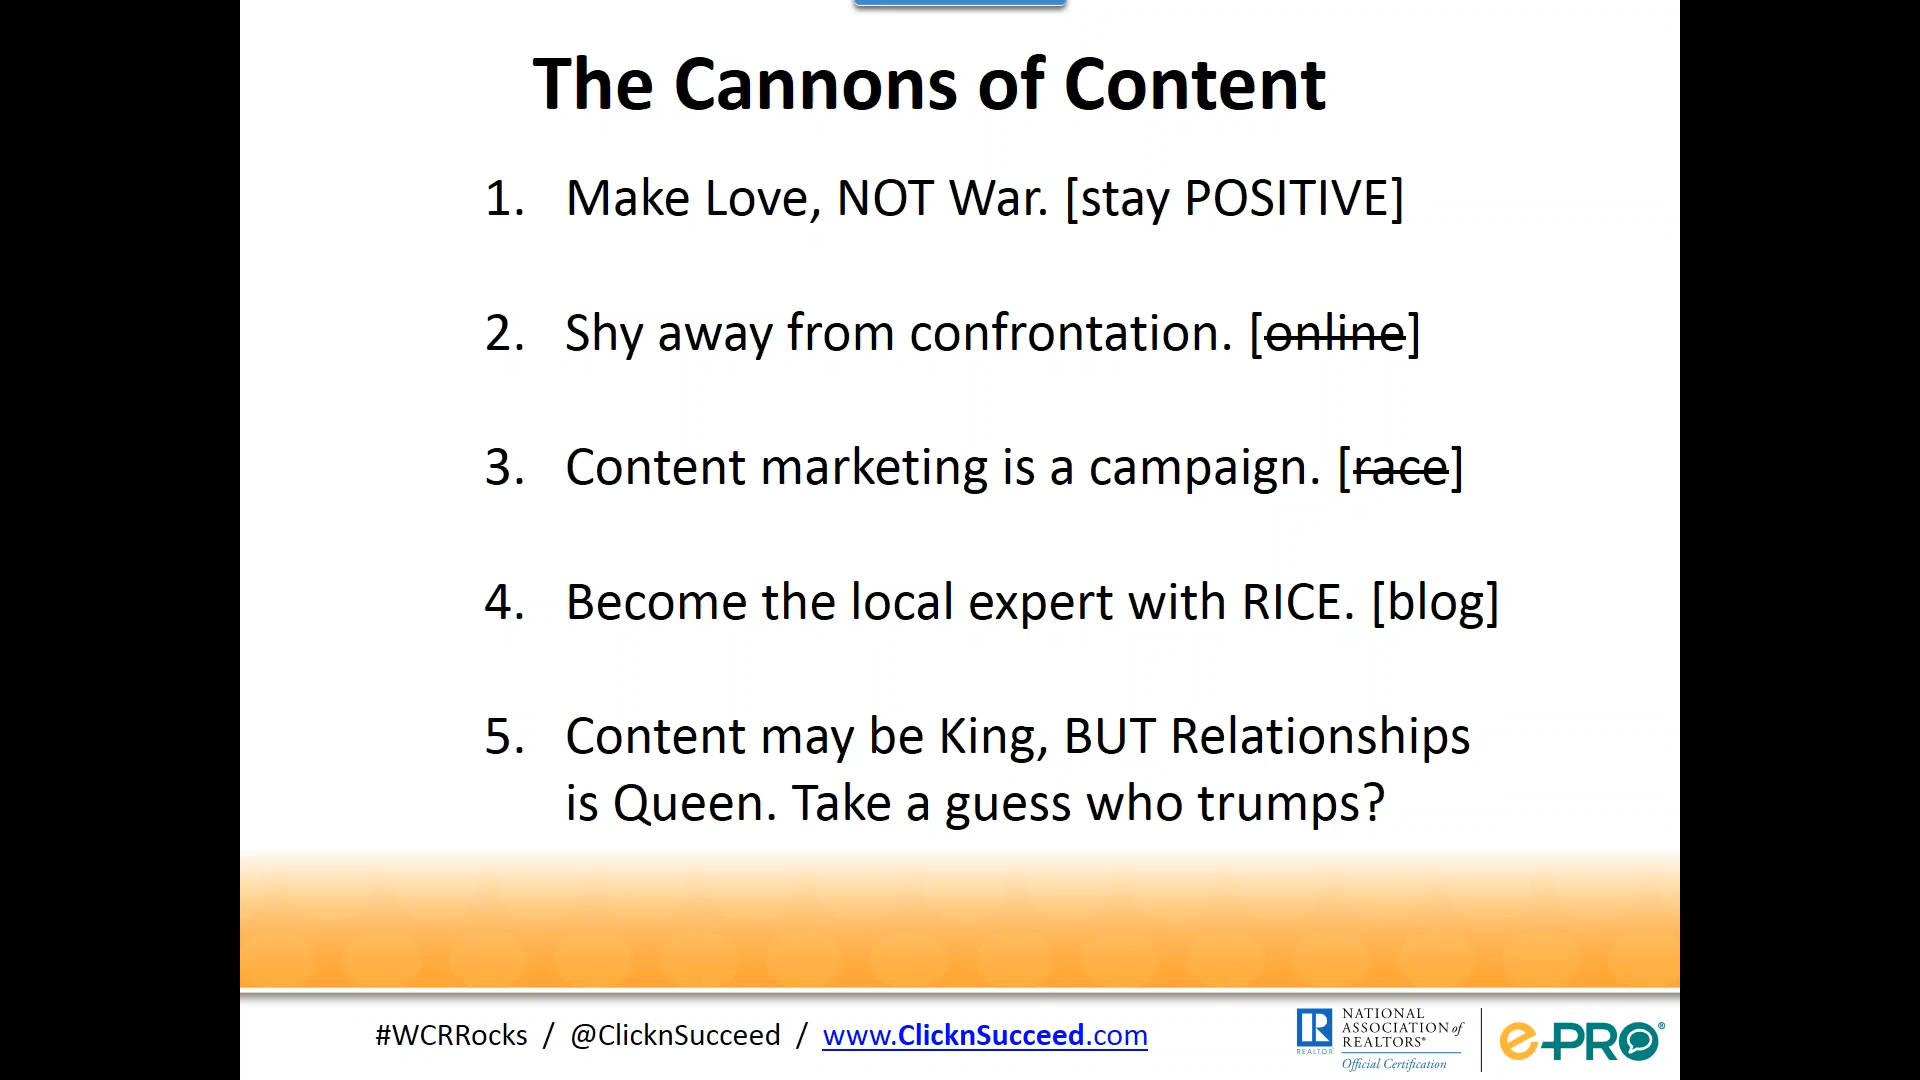 The Cannons of Content
1. Make Love, NOT War. [stay POSITIVE]
2. Shy away from confrontation. [online]
3. Content marketing is a campaign. [race]
4. Become the local expert with RICE. [blog]
5. Content may be King, BUT Relationships
is Queen. Take a guess who trumps?
#WCRRocks / @ClicknSucceed / www.ClicknSucceed.com
REALTOR
NATIONAL
ASSOCIATION of
REALTORS®
Official Certification
e-PRO®